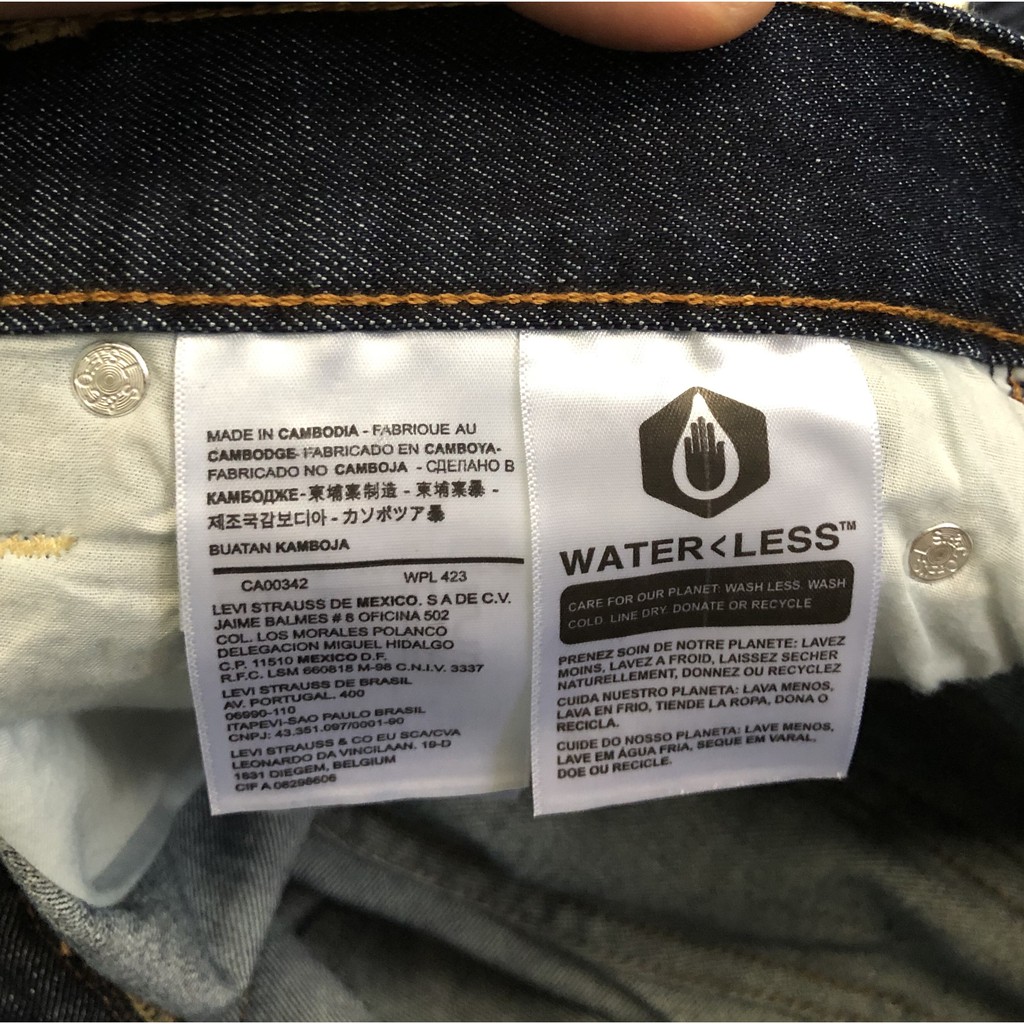 MADE IN CAMBODIA - FABRIQUE AU
CAMBODGE- FABRICADO EN CAMBOYA-
FABRICADO NO CAMBOJA - СДЕЛАНО В
КАМБОДЖЕ - 柬埔寨制造 - 柬埔寨暴 -
제조국감보디아 - カソポツア暴
BUATAN KAMBOJA
CA00342 WPL 423
LEVI STRAUSS DE MEXICO. S A DE C.V.
JAIME BALMES # 8 OFICINA 502
COL. LOS MORALES POLANCO
DELEGACION MIGUEL HIDALGO
C.P. 11510 MEXICO D.F.
R.F.C. LSM 660818 M-98 C.N.I.V. 3337
LEVI STRAUSS DE BRASIL
AV. PORTUGAL. 400
06990-110
ITAPEVI-SAO PAULO BRASIL
CNPJ: 43.351.097/0001-90
LEVI STRAUSS & CO EU SCA/CVA
LEONARDO DA VINCILAAN. 19-D
1831 DIEGEM, BELGIUM
CIF A 08298606
WATER<LESS™
CARE FOR OUR PLANET: WASH LESS. WASH
COLD. LINE DRY. DONATE OR RECYCLE
PRENEZ SOIN DE NOTRE PLANETE: LAVEZ
MOINS, LAVEZ A FROID, LAISSEZ SECHER
NATURELLEMENT, DONNEZ OU RECYCLEZ
CUIDA NUESTRO PLANETA: LAVA MENOS,
LAVA EN FRIO, TIENDE LA ROPA, DONA O
RECICLA.
CUIDE DO NOSSO PLANETA: LAVE MENOS,
LAVE EM ÁGUA FRIA, SEQUE EM VARAL,
DOE OU RECICLE.